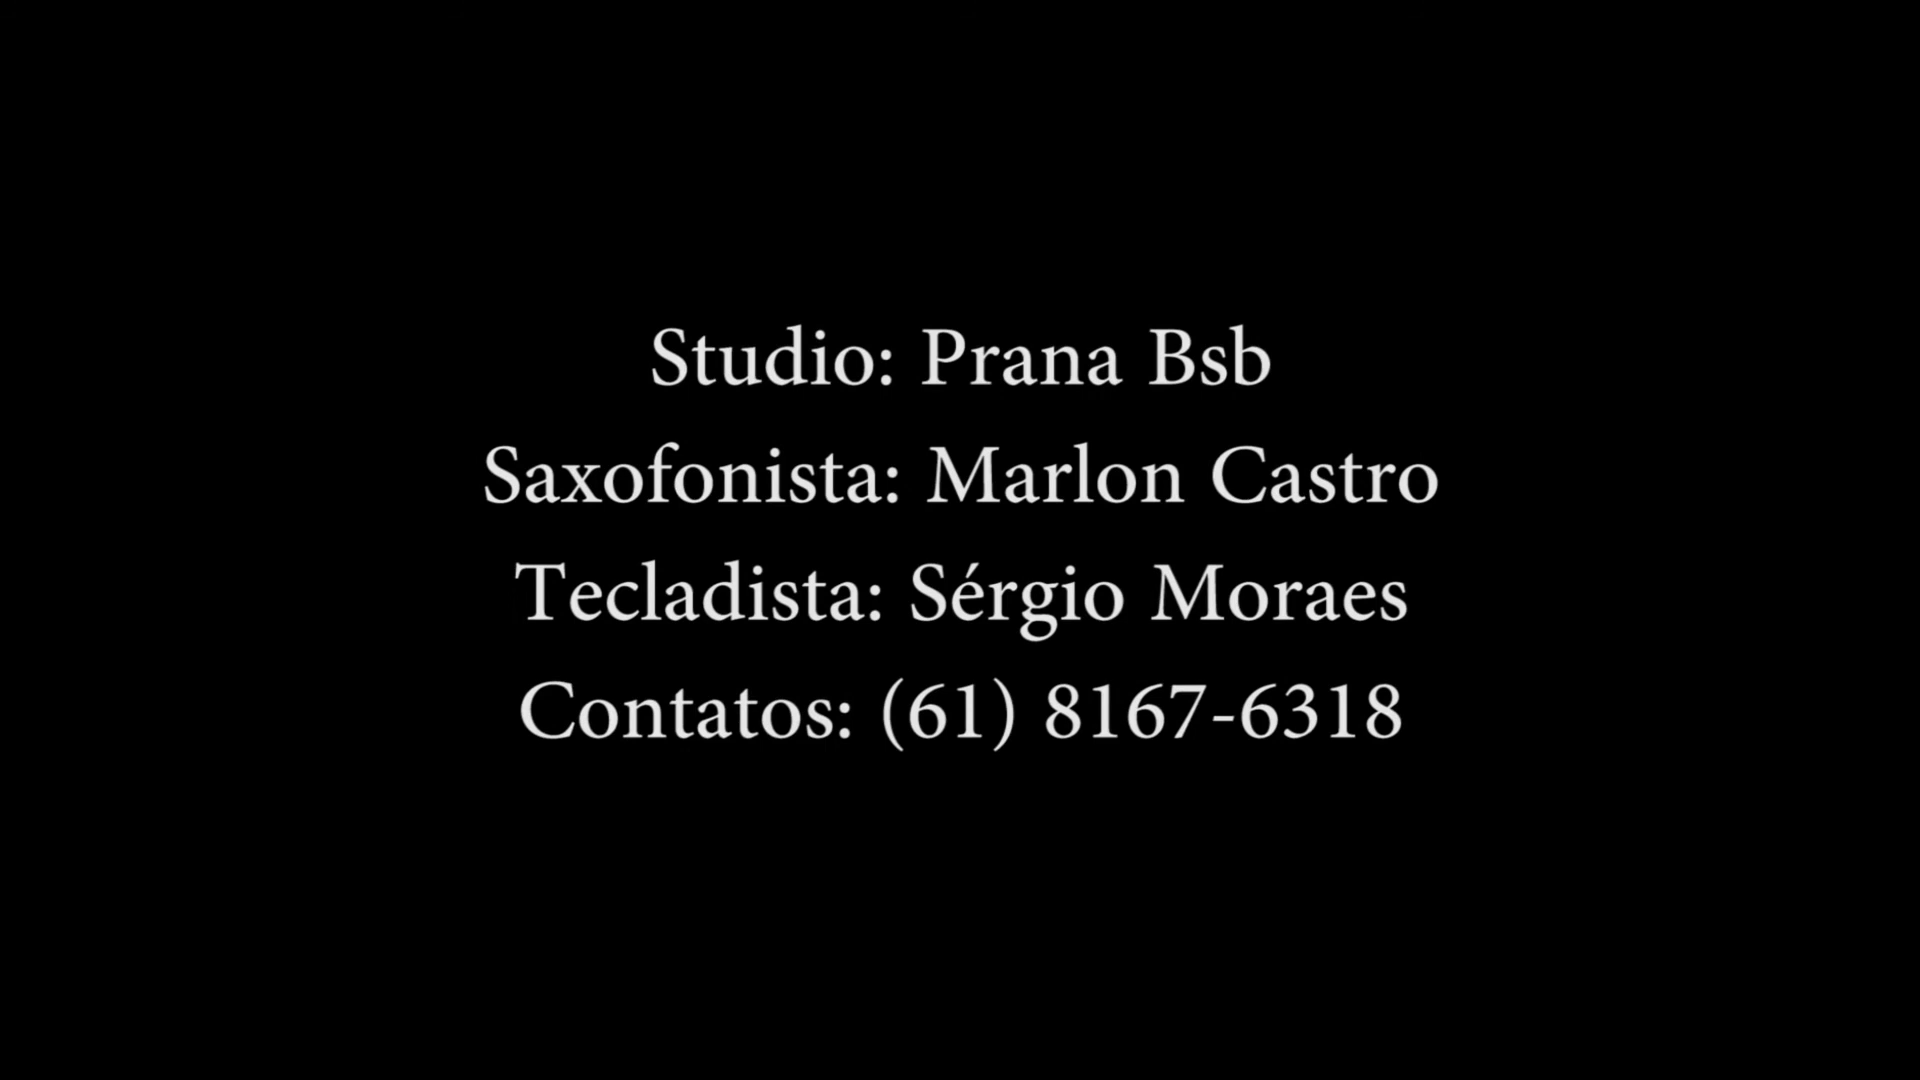 Studio: Prana Bsb
Saxofonista: Marlon Castro
Tecladista: Sérgio Moraes
Contatos: (61) 8167-6318